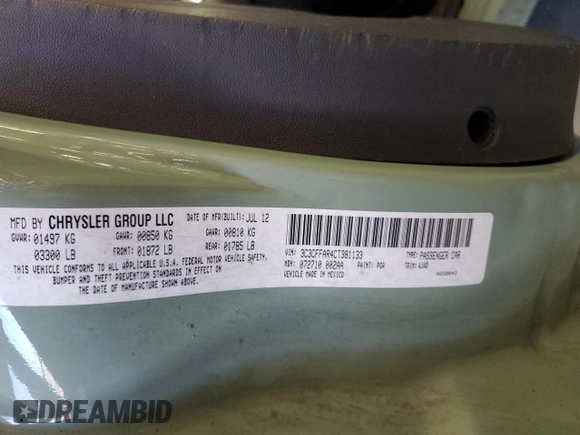 MFD BY CHRYSLER GROUP LLC DATE OF MFR(BUILT): JUL 12
GVWR: 01497 KG GAWR: 00850 KG GAWR: 00810 KG
03300 LB FRONT: 01872 LB REAR: 01785 LB
THIS VEHICLE CONFORMS TO ALL APPLICABLE U.S.A. FEDERAL MOTOR VEHICLE SAFETY,
BUMPER AND THEFT PREVENTION STANDARDS IN EFFECT ON
THE DATE OF MANUFACTURE SHOWN ABOVE.
VIN: 3C3CFFAR4CT381133 TYPE: PASSENGER CAR
MDH: 072710 002AA PAINT: PGA TRIM: AJAD
VEHICLE MADE IN MEXICO
DREAMBID